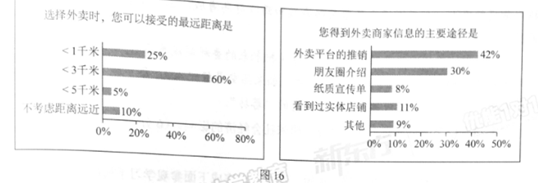 选择外卖时，您可以接受的最远距离是
<1千米 25%
<3千米 60%
<5千米 5%
不考虑距离远近 10%
0% 20% 40% 60% 80%
您得到外卖商家信息的主要途径是
外卖平台的推销 42%
朋友圈介绍 30%
纸质宣传单 8%
看到过实体店铺 11%
其他 9%
0% 10% 20% 30% 40% 50%
图16